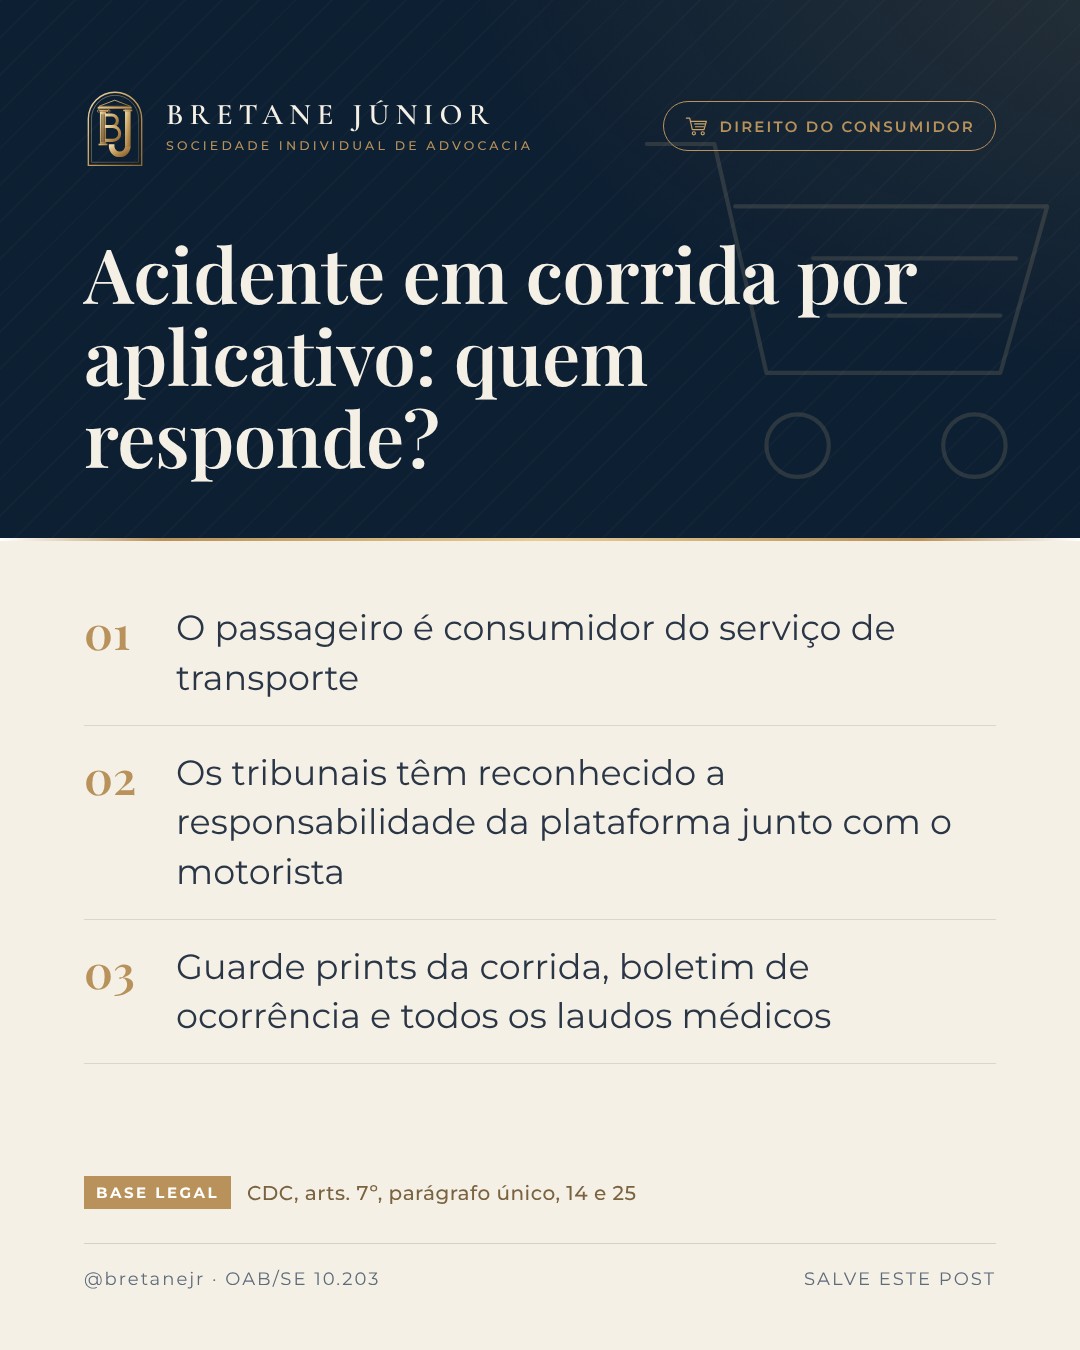 BRETANE JÚNIOR
SOCIEDADE INDIVIDUAL DE ADVOCACIA
DIREITO DO CONSUMIDOR
Acidente em corrida por
aplicativo: quem
responde?
01 O passageiro é consumidor do serviço de
transporte
02 Os tribunais têm reconhecido a
responsabilidade da plataforma junto com o
motorista
03 Guarde prints da corrida, boletim de
ocorrência e todos os laudos médicos
BASE LEGAL CDC, arts. 7º, parágrafo único, 14 e 25
@bretanejr · OAB/SE 10.203
SALVE ESTE POST